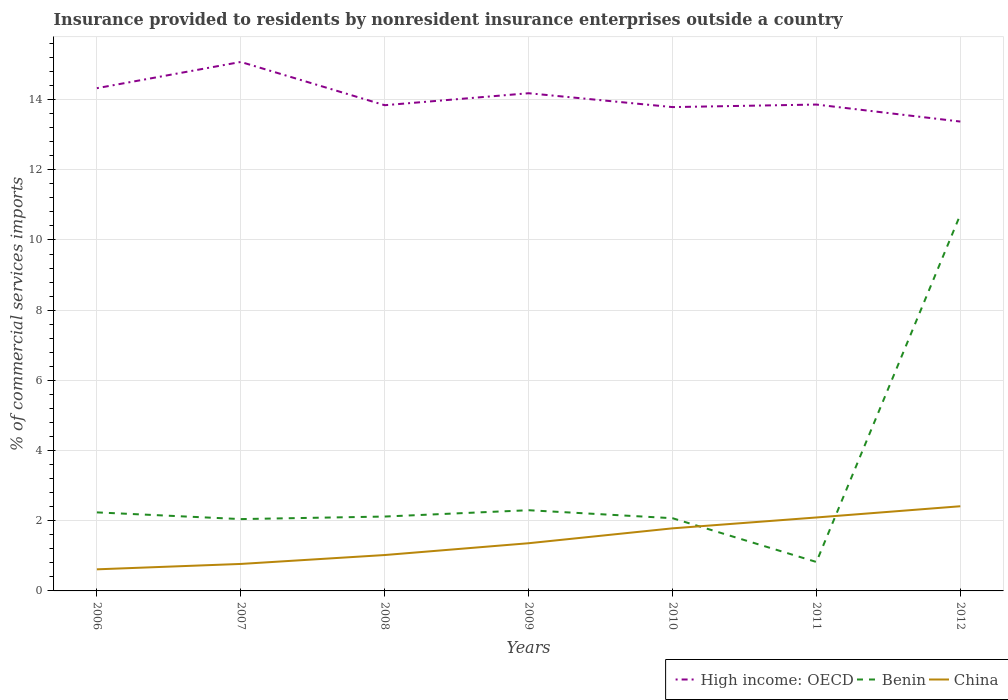 Insurance provided to residents by nonresident insurance enterprises outside a country
% of commercial services imports
14
12
10
8
6
4
2
0
2006
2007
2008
2009
2010
2011
2012
Years
High income: OECD
Benin
China